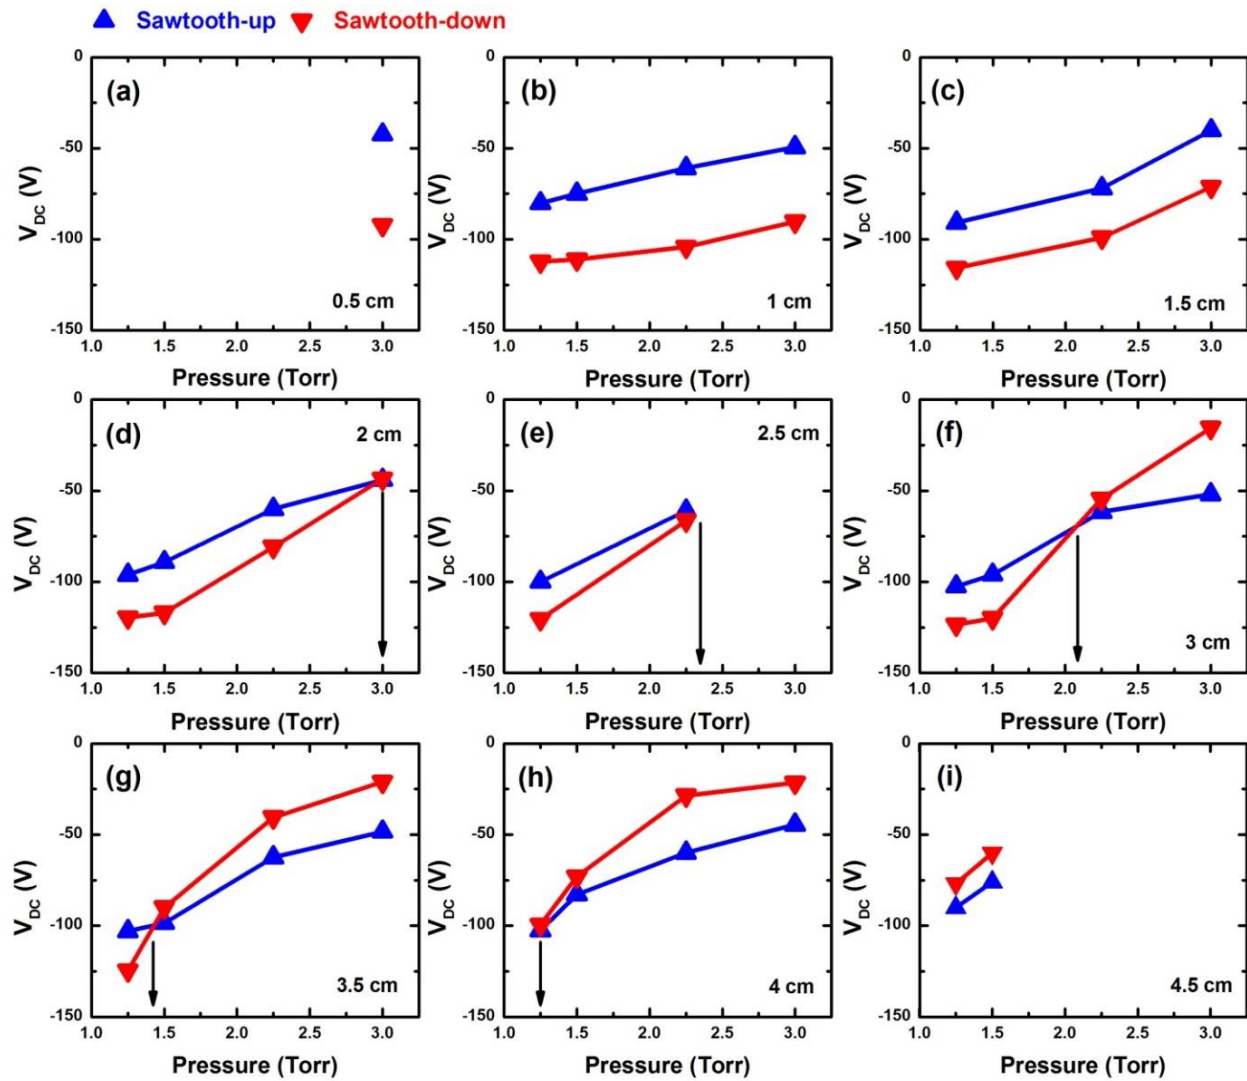 Sawtooth-up Sawtooth-down
(a)
0
-50
-100
-150
V_DC (V)
0.5 cm
1.0 1.5 2.0 2.5 3.0
Pressure (Torr)
(b)
0
-50
-100
-150
V_DC (V)
1 cm
1.0 1.5 2.0 2.5 3.0
Pressure (Torr)
(c)
0
-50
-100
-150
V_DC (V)
1.5 cm
1.0 1.5 2.0 2.5 3.0
Pressure (Torr)
(d)
2 cm
0
-50
-100
-150
V_DC (V)
1.0 1.5 2.0 2.5 3.0
Pressure (Torr)
(e)
2.5 cm
0
-50
-100
-150
V_DC (V)
1.0 1.5 2.0 2.5 3.0
Pressure (Torr)
(f)
0
-50
-100
-150
V_DC (V)
3 cm
1.0 1.5 2.0 2.5 3.0
Pressure (Torr)
(g)
0
-50
-100
-150
V_DC (V)
3.5 cm
1.0 1.5 2.0 2.5 3.0
Pressure (Torr)
(h)
0
-50
-100
-150
V_DC (V)
4 cm
1.0 1.5 2.0 2.5 3.0
Pressure (Torr)
(i)
0
-50
-100
-150
V_DC (V)
4.5 cm
1.0 1.5 2.0 2.5 3.0
Pressure (Torr)